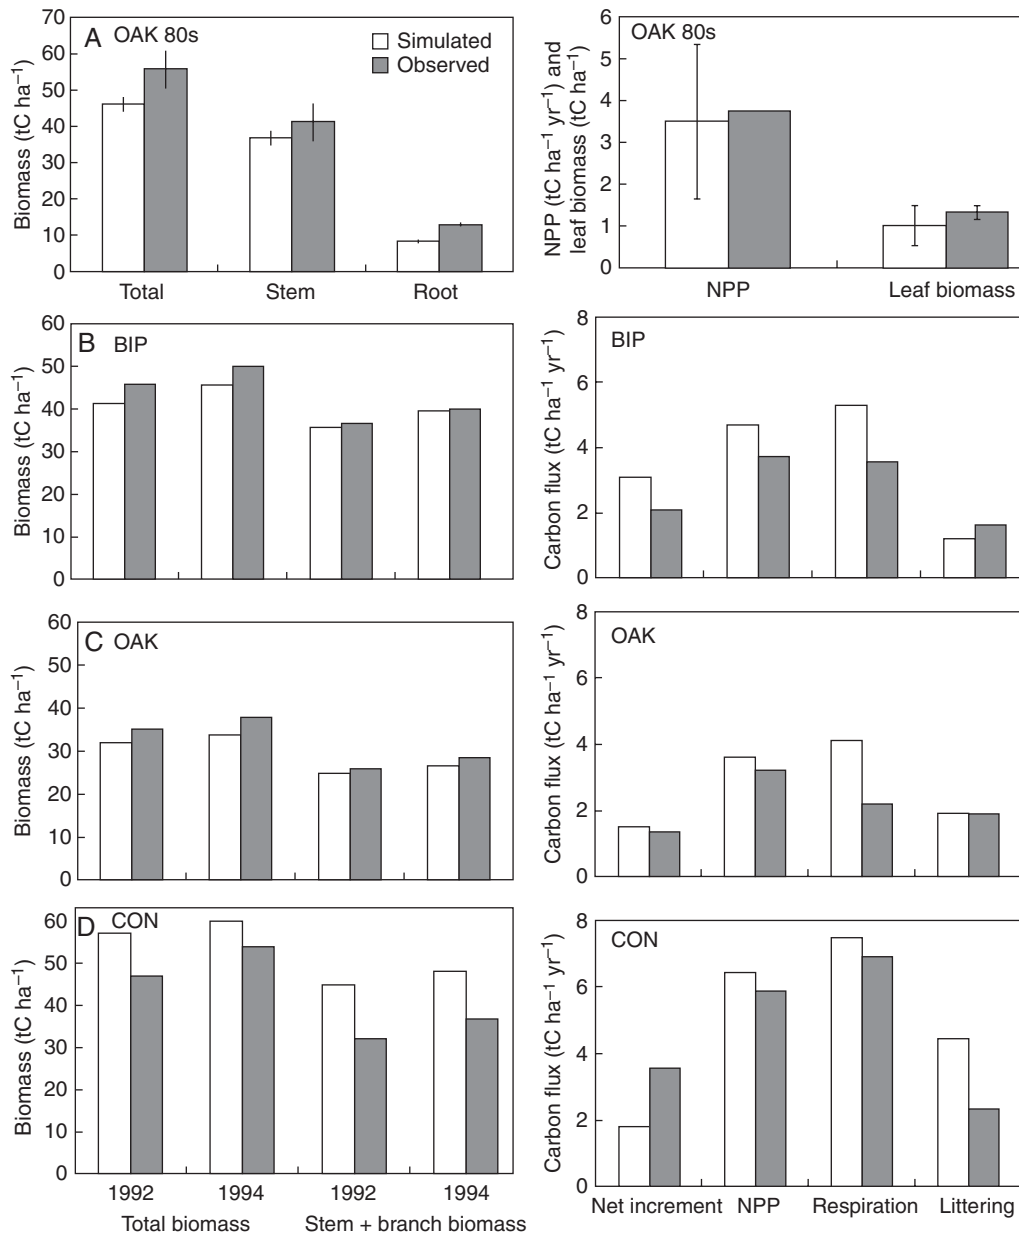 A OAK 80s
Simulated
Observed
Biomass (tC ha⁻¹)
70
60
50
40
30
20
10
0
Total Stem Root
OAK 80s
NPP (tC ha⁻¹ yr⁻¹) and
leaf biomass (tC ha⁻¹)
6
5
4
3
2
1
0
NPP Leaf biomass
B BIP
Biomass (tC ha⁻¹)
60
50
40
30
20
10
0
BIP
Carbon flux (tC ha⁻¹ yr⁻¹)
8
6
4
2
0
C OAK
Biomass (tC ha⁻¹)
60
50
40
30
20
10
0
OAK
Carbon flux (tC ha⁻¹ yr⁻¹)
8
6
4
2
0
D CON
Biomass (tC ha⁻¹)
60
50
40
30
20
10
0
1992 1994 1992 1994
Total biomass Stem + branch biomass
CON
Carbon flux (tC ha⁻¹ yr⁻¹)
8
6
4
2
0
Net increment NPP Respiration Littering